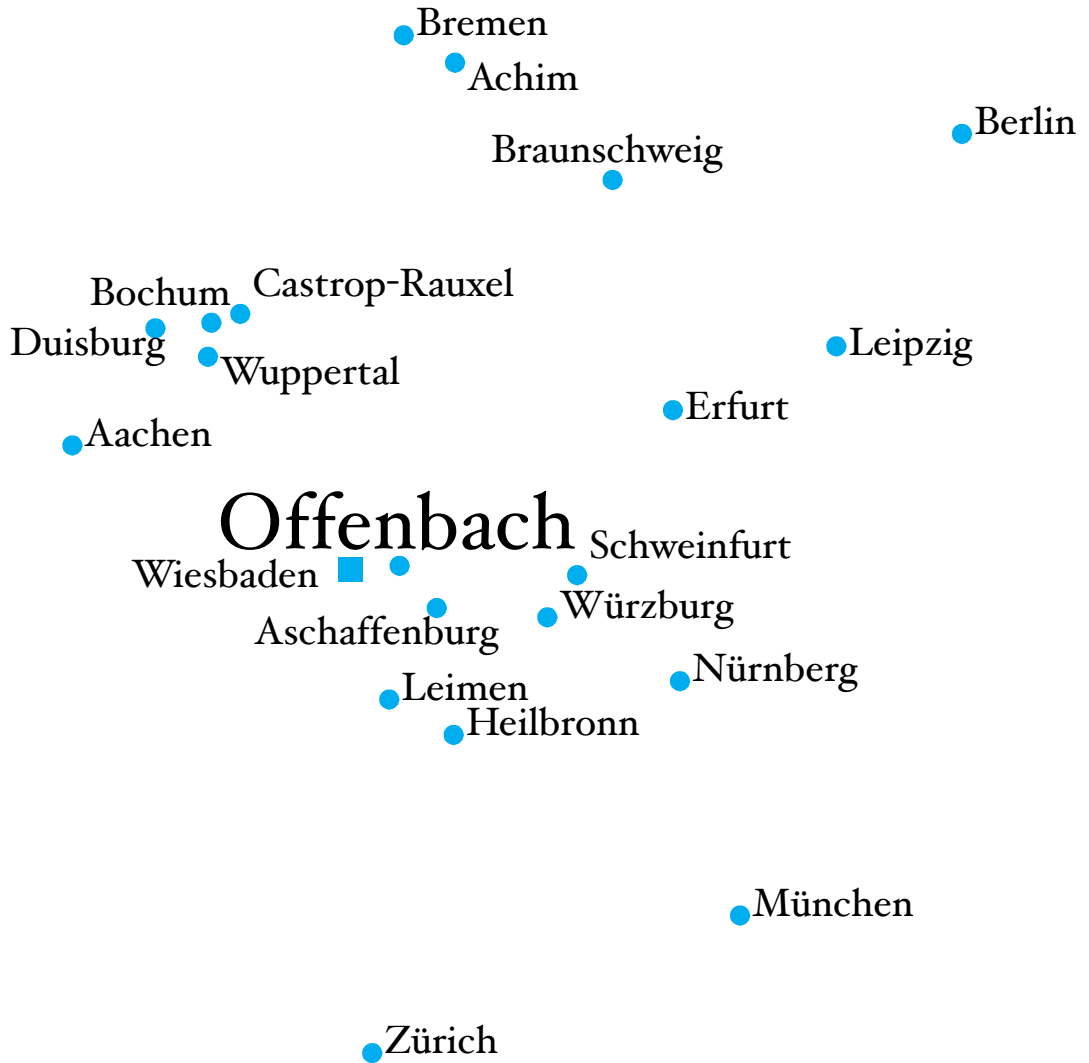 Bremen
Achim
Berlin
Braunschweig
Castrop-Rauxel
Bochum
Duisburg
Leipzig
Wuppertal
Erfurt
Aachen
Offenbach
Schweinfurt
Wiesbaden
Würzburg
Aschaffenburg
Nürnberg
Leimen
Heilbronn
München
Zürich